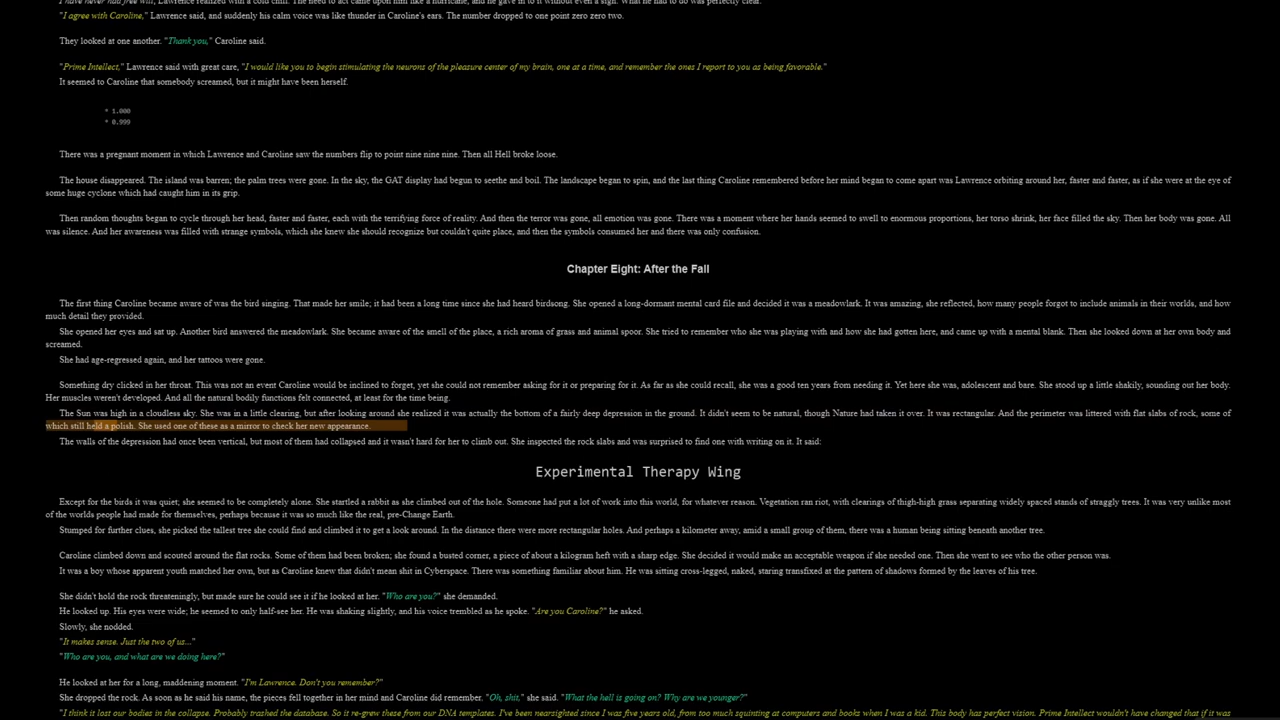 I have never had free will, Lawrence realized with a cold chill. The need to act came upon him like a hurricane, and he gave in to it without even a sign. What he had to do was perfectly clear.
"I agree with Caroline," Lawrence said, and suddenly his calm voice was like thunder in Caroline's ears. The number dropped to one point zero zero two.
They looked at one another. "Thank you," Caroline said.
"Prime Intellect," Lawrence said with great care, "I would like you to begin stimulating the neurons of the pleasure center of my brain, one at a time, and remember the ones I report to you as being favorable."
It seemed to Caroline that somebody screamed, but it might have been herself.
* 1.000
* 0.999
There was a pregnant moment in which Lawrence and Caroline saw the numbers flip to point nine nine nine. Then all Hell broke loose.
The house disappeared. The island was barren; the palm trees were gone. In the sky, the GAT display had begun to seethe and boil. The landscape began to spin, and the last thing Caroline remembered before her mind began to come apart was Lawrence orbiting around her, faster and faster, as if she were at the eye of
some huge cyclone which had caught him in its grip.
Then random thoughts began to cycle through her head, faster and faster, each with the terrifying force of reality. And then the terror was gone, all emotion was gone. There was a moment where her hands seemed to swell to enormous proportions, her torso shrink, her face filled the sky. Then her body was gone. All
was silence. And her awareness was filled with strange symbols, which she knew she should recognize but couldn't quite place, and then the symbols consumed her and there was only confusion.
Chapter Eight: After the Fall
The first thing Caroline became aware of was the bird singing. That made her smile; it had been a long time since she had heard birdsong. She opened a long-dormant mental card file and decided it was a meadowlark. It was amazing, she reflected, how many people forgot to include animals in their worlds, and how
much detail they provided.
She opened her eyes and sat up. Another bird answered the meadowlark. She became aware of the smell of the place, a rich aroma of grass and animal spoor. She tried to remember who she was playing with and how she had gotten here, and came up with a mental blank. Then she looked down at her own body and
screamed.
She had age-regressed again, and her tattoos were gone.
Something dry clicked in her throat. This was not an event Caroline would be inclined to forget, yet she could not remember asking for it or preparing for it. As far as she could recall, she was a good ten years from needing it. Yet here she was, adolescent and bare. She stood up a little shakily, sounding out her body.
Her muscles weren't developed. And all the natural bodily functions felt connected, at least for the time being.
The Sun was high in a cloudless sky. She was in a little clearing, but after looking around she realized it was actually the bottom of a fairly deep depression in the ground. It didn't seem to be natural, though Nature had taken it over. It was rectangular. And the perimeter was littered with flat slabs of rock, some of
which still held a polish. She used one of these as a mirror to check her new appearance.
The walls of the depression had once been vertical, but most of them had collapsed and it wasn't hard for her to climb out. She inspected the rock slabs and was surprised to find one with writing on it. It said:
Experimental Therapy Wing
Except for the birds it was quiet; she seemed to be completely alone. She startled a rabbit as she climbed out of the hole. Someone had put a lot of work into this world, for whatever reason. Vegetation ran riot, with clearings of thigh-high grass separating widely spaced stands of straggly trees. It was very unlike most
of the worlds people had made for themselves, perhaps because it was so much like the real, pre-Change Earth.
Stumped for further clues, she picked the tallest tree she could find and climbed it to get a look around. In the distance there were more rectangular holes. And perhaps a kilometer away, amid a small group of them, there was a human being sitting beneath another tree.
Caroline climbed down and scouted around the flat rocks. Some of them had been broken; she found a busted corner, a piece of about a kilogram heft with a sharp edge. She decided it would make an acceptable weapon if she needed one. Then she went to see who the other person was.
It was a boy whose apparent youth matched her own, but as Caroline knew that didn't mean shit in Cyberspace. There was something familiar about him. He was sitting cross-legged, naked, staring transfixed at the pattern of shadows formed by the leaves of his tree.
She didn't hold the rock threateningly, but made sure he could see it if he looked at her. "Who are you?" she demanded.
He looked up. His eyes were wide; he seemed to only half-see her. He was shaking slightly, and his voice trembled as he spoke. "Are you Caroline?" he asked.
Slowly, she nodded.
"It makes sense. Just the two of us..."
"Who are you, and what are we doing here?"
He looked at her for a long, maddening moment. "I'm Lawrence. Don't you remember?"
She dropped the rock. As soon as he said his name, the pieces fell together in her mind and Caroline did remember. "Oh, shit," she said. "What the hell is going on? Why are we younger?"
"I think it lost our bodies in the collapse. Probably trashed the database. So it re-grew these from our DNA templates. I've been nearsighted since I was five years old, from too much squinting at computers and books when I was a kid. This body has perfect vision. Prime Intellect wouldn't have changed that if it was